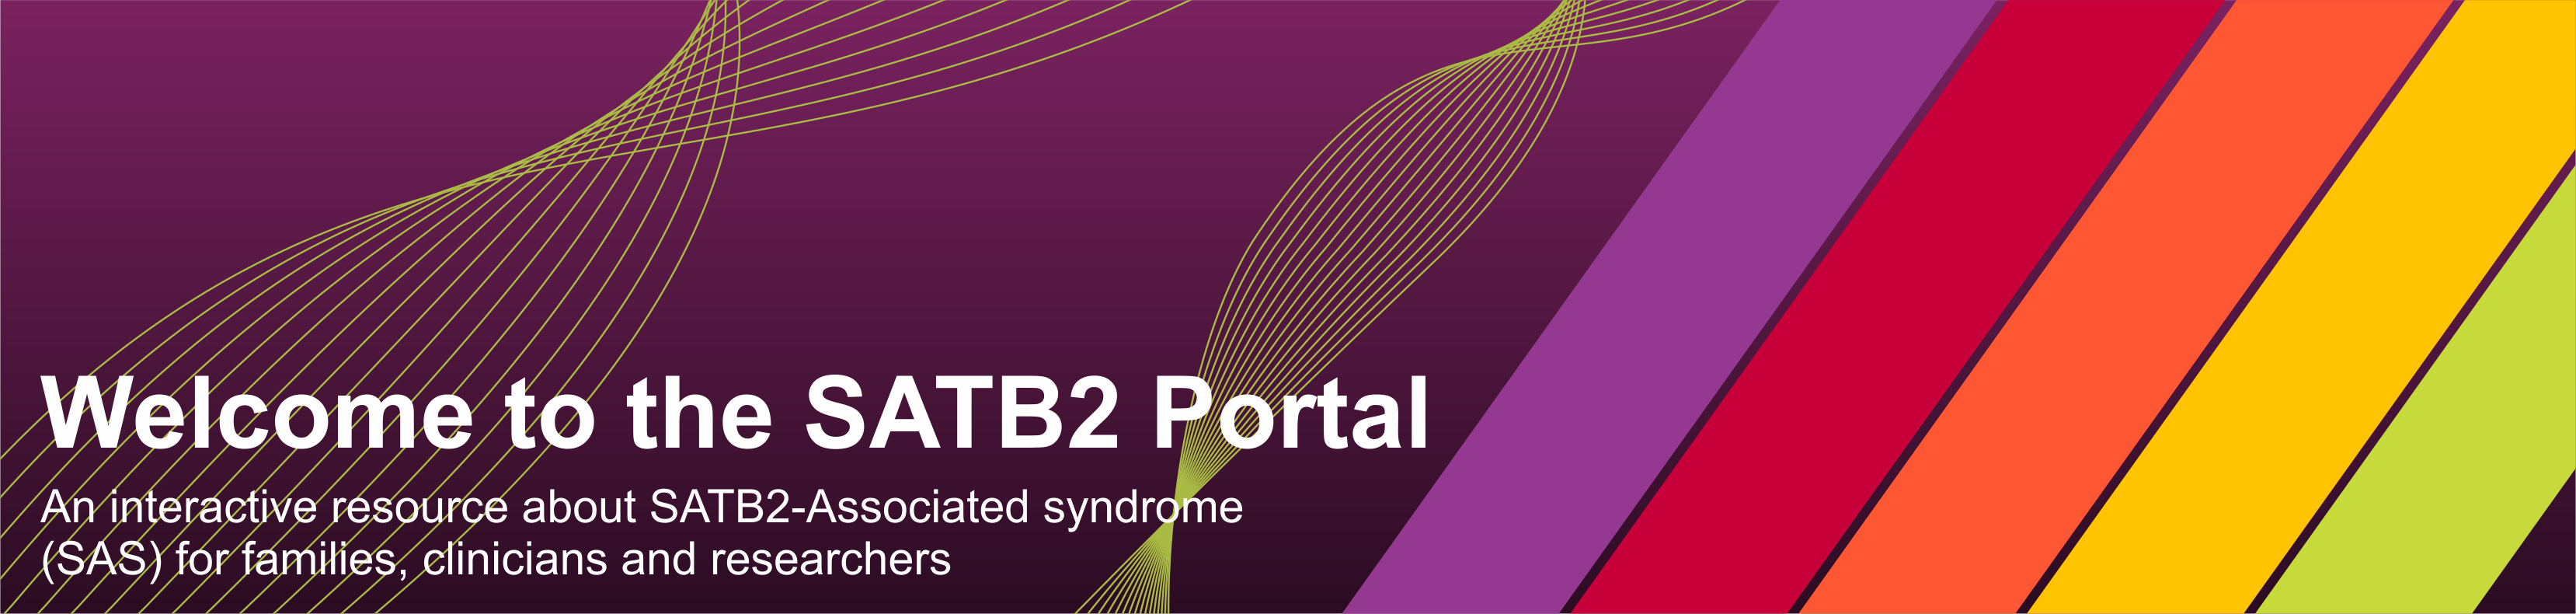 Welcome to the SATB2 Portal
An interactive resource about SATB2-Associated syndrome
(SAS) for families, clinicians and researchers